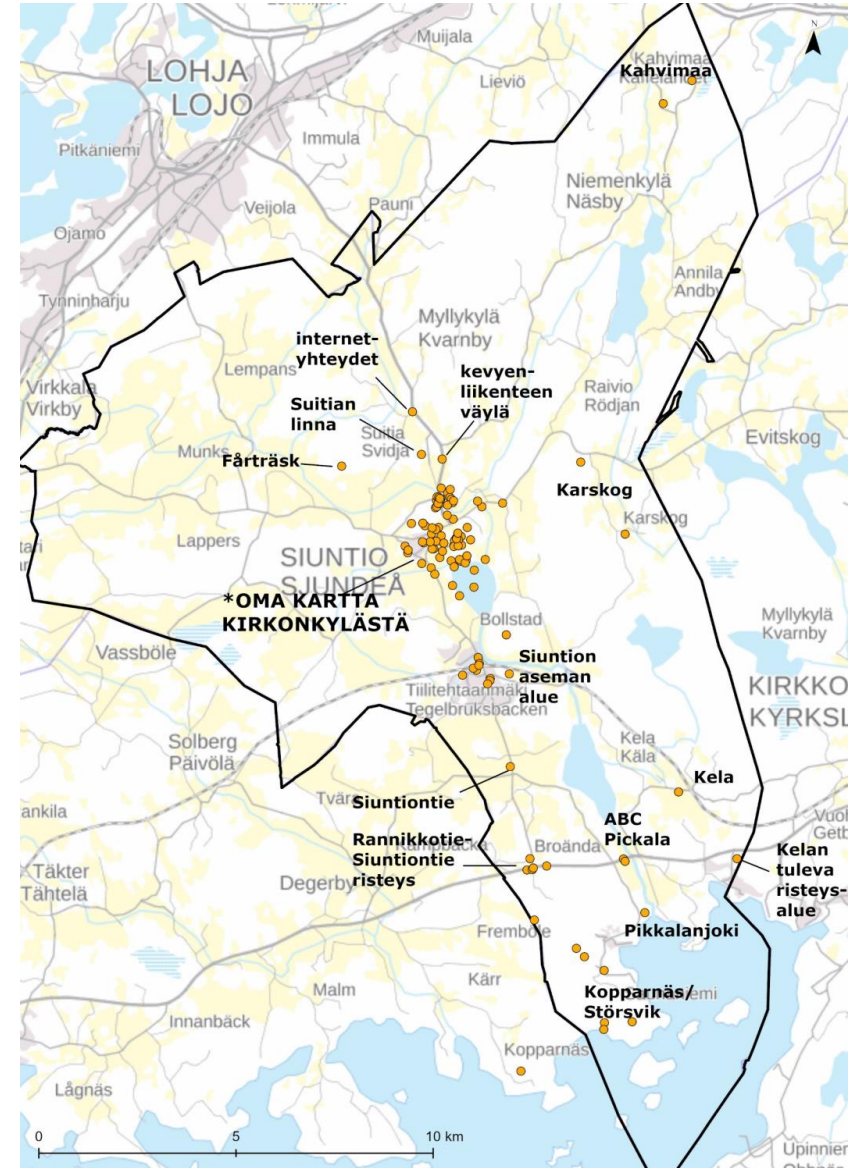 N
Muijala
LOHJA
LOJO
Kahvimaa
Kahvimaa
Lieviö
Immula
Pitkäniemi
Niemenkylä
Näsby
Veijola
Pauni
Ojamo
Annila
Andby
Tynninharju
Myllykylä
Kvarnby
internet-
yhteydet
kevyen-
liikenteen
väylä
Lempans
Virkkala
Virkby
Raivio
Rödjan
Suitian
linna
Suitia
Svidja
Evitskog
Munks
Fårträsk
Karskog
Karskog
Lappers
SIUNTIO
SJUNDEÅ
*OMA KARTTA
KIRKONKYLÄSTÄ
Bollstad
Myllykylä
Kvarnby
Vassböle
Siuntion
aseman
alue
Tiilitehtaanmäki
Tegelbruksbacken
KIRKKO
KYRKSL
Solberg
Päivölä
Kela
Käla
Kela
Siuntiontie
ABC
Pickala
Rannikkotie-
Siuntiontie
risteys
Broända
Kelan
tuleva
risteys-
alue
Täkter
Tähtelä
Degerby
Fremböle
Pikkalanjoki
Kärr
Malm
Kopparnäs/
Störsvik
Innanbäck
Kopparnäs
Lågnäs
0 5 10 km
Upinnier